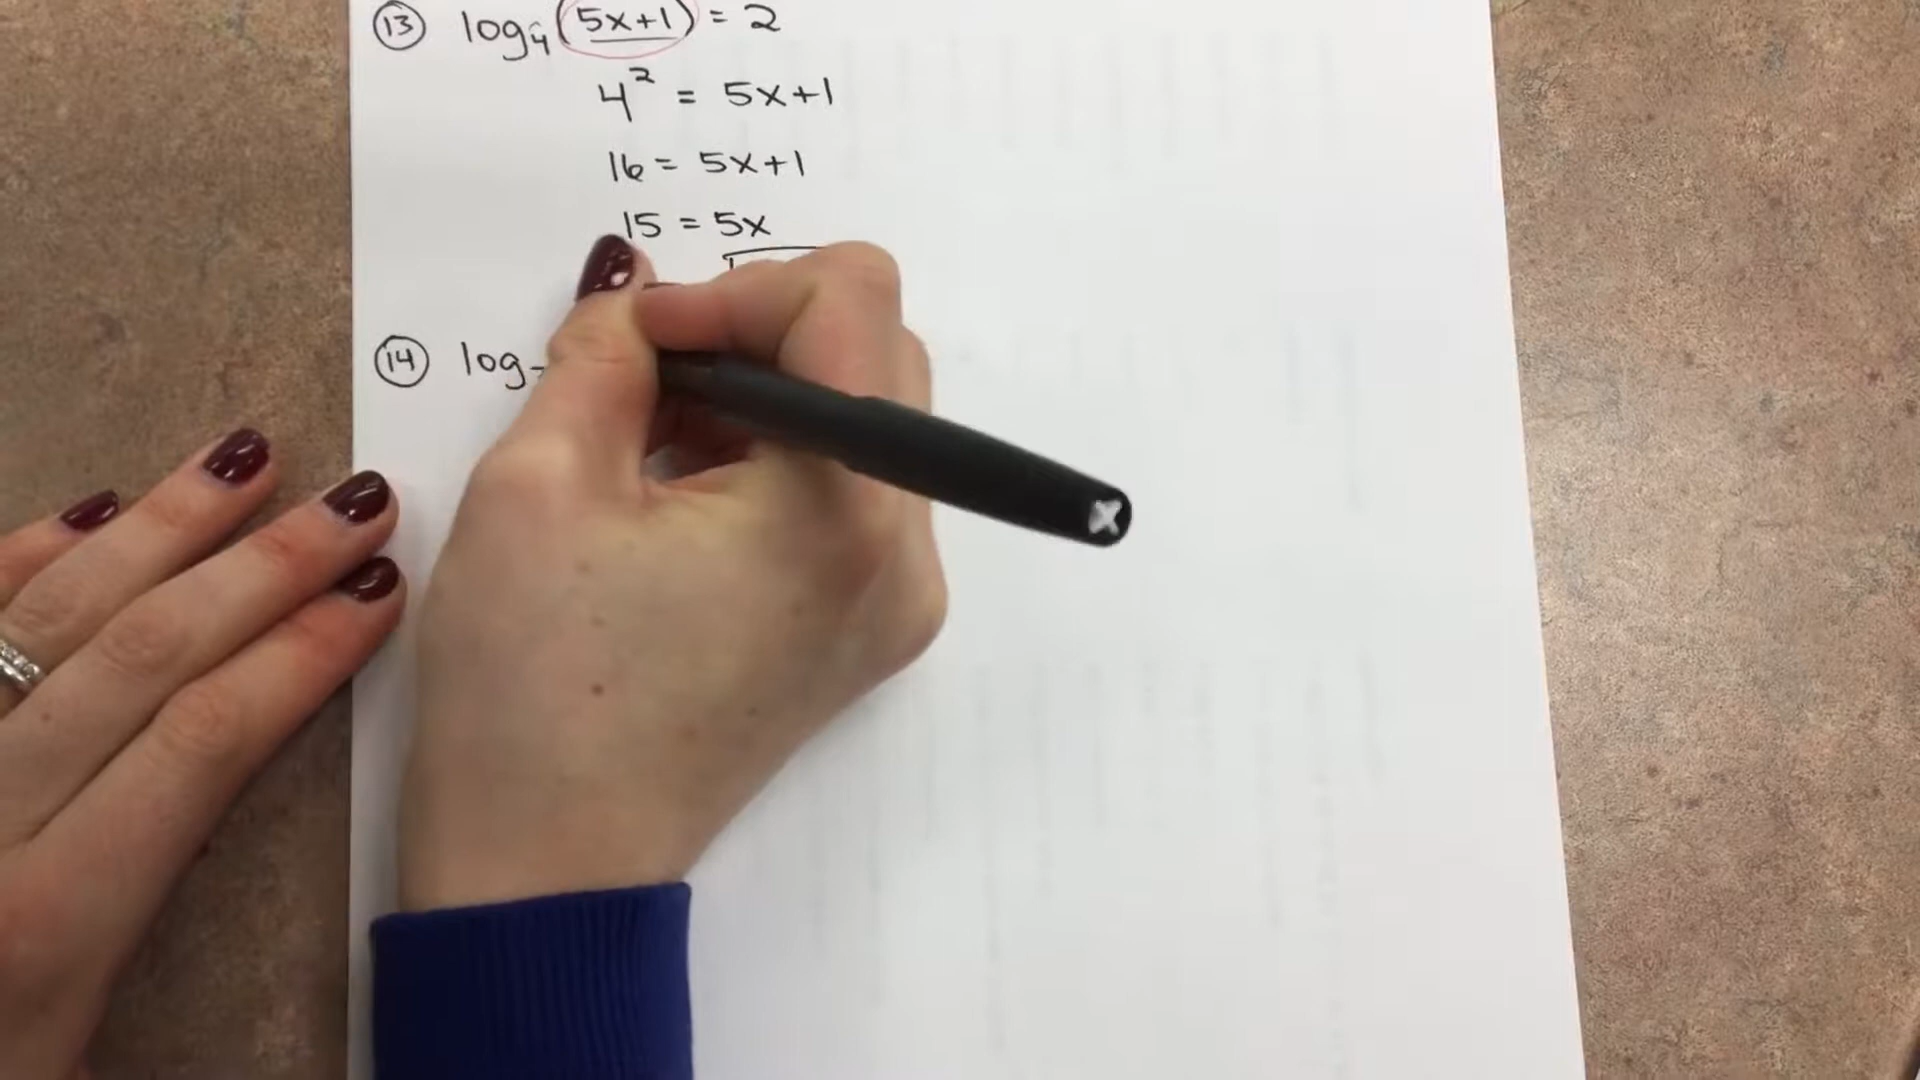 ⑬ log₄(5x+1) = 2
4² = 5x+1
16 = 5x+1
15 = 5x
⑭ log